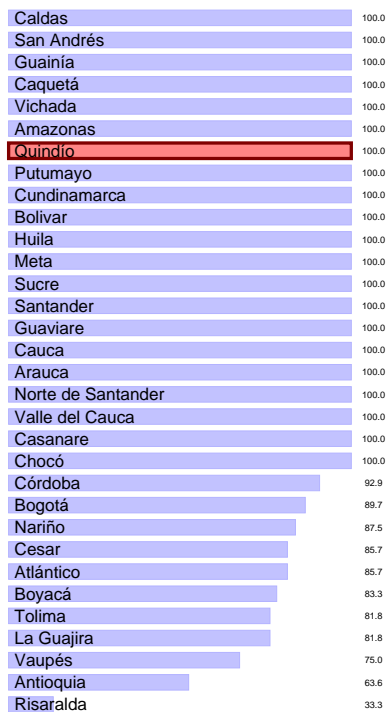 Caldas 100.0
San Andrés 100.0
Guainía 100.0
Caquetá 100.0
Vichada 100.0
Amazonas 100.0
Quindío 100.0
Putumayo 100.0
Cundinamarca 100.0
Bolivar 100.0
Huila 100.0
Meta 100.0
Sucre 100.0
Santander 100.0
Guaviare 100.0
Cauca 100.0
Arauca 100.0
Norte de Santander 100.0
Valle del Cauca 100.0
Casanare 100.0
Chocó 100.0
Córdoba 92.9
Bogotá 89.7
Nariño 87.5
Cesar 85.7
Atlántico 85.7
Boyacá 83.3
Tolima 81.8
La Guajira 81.8
Vaupés 75.0
Antioquia 63.6
Risaralda 33.3